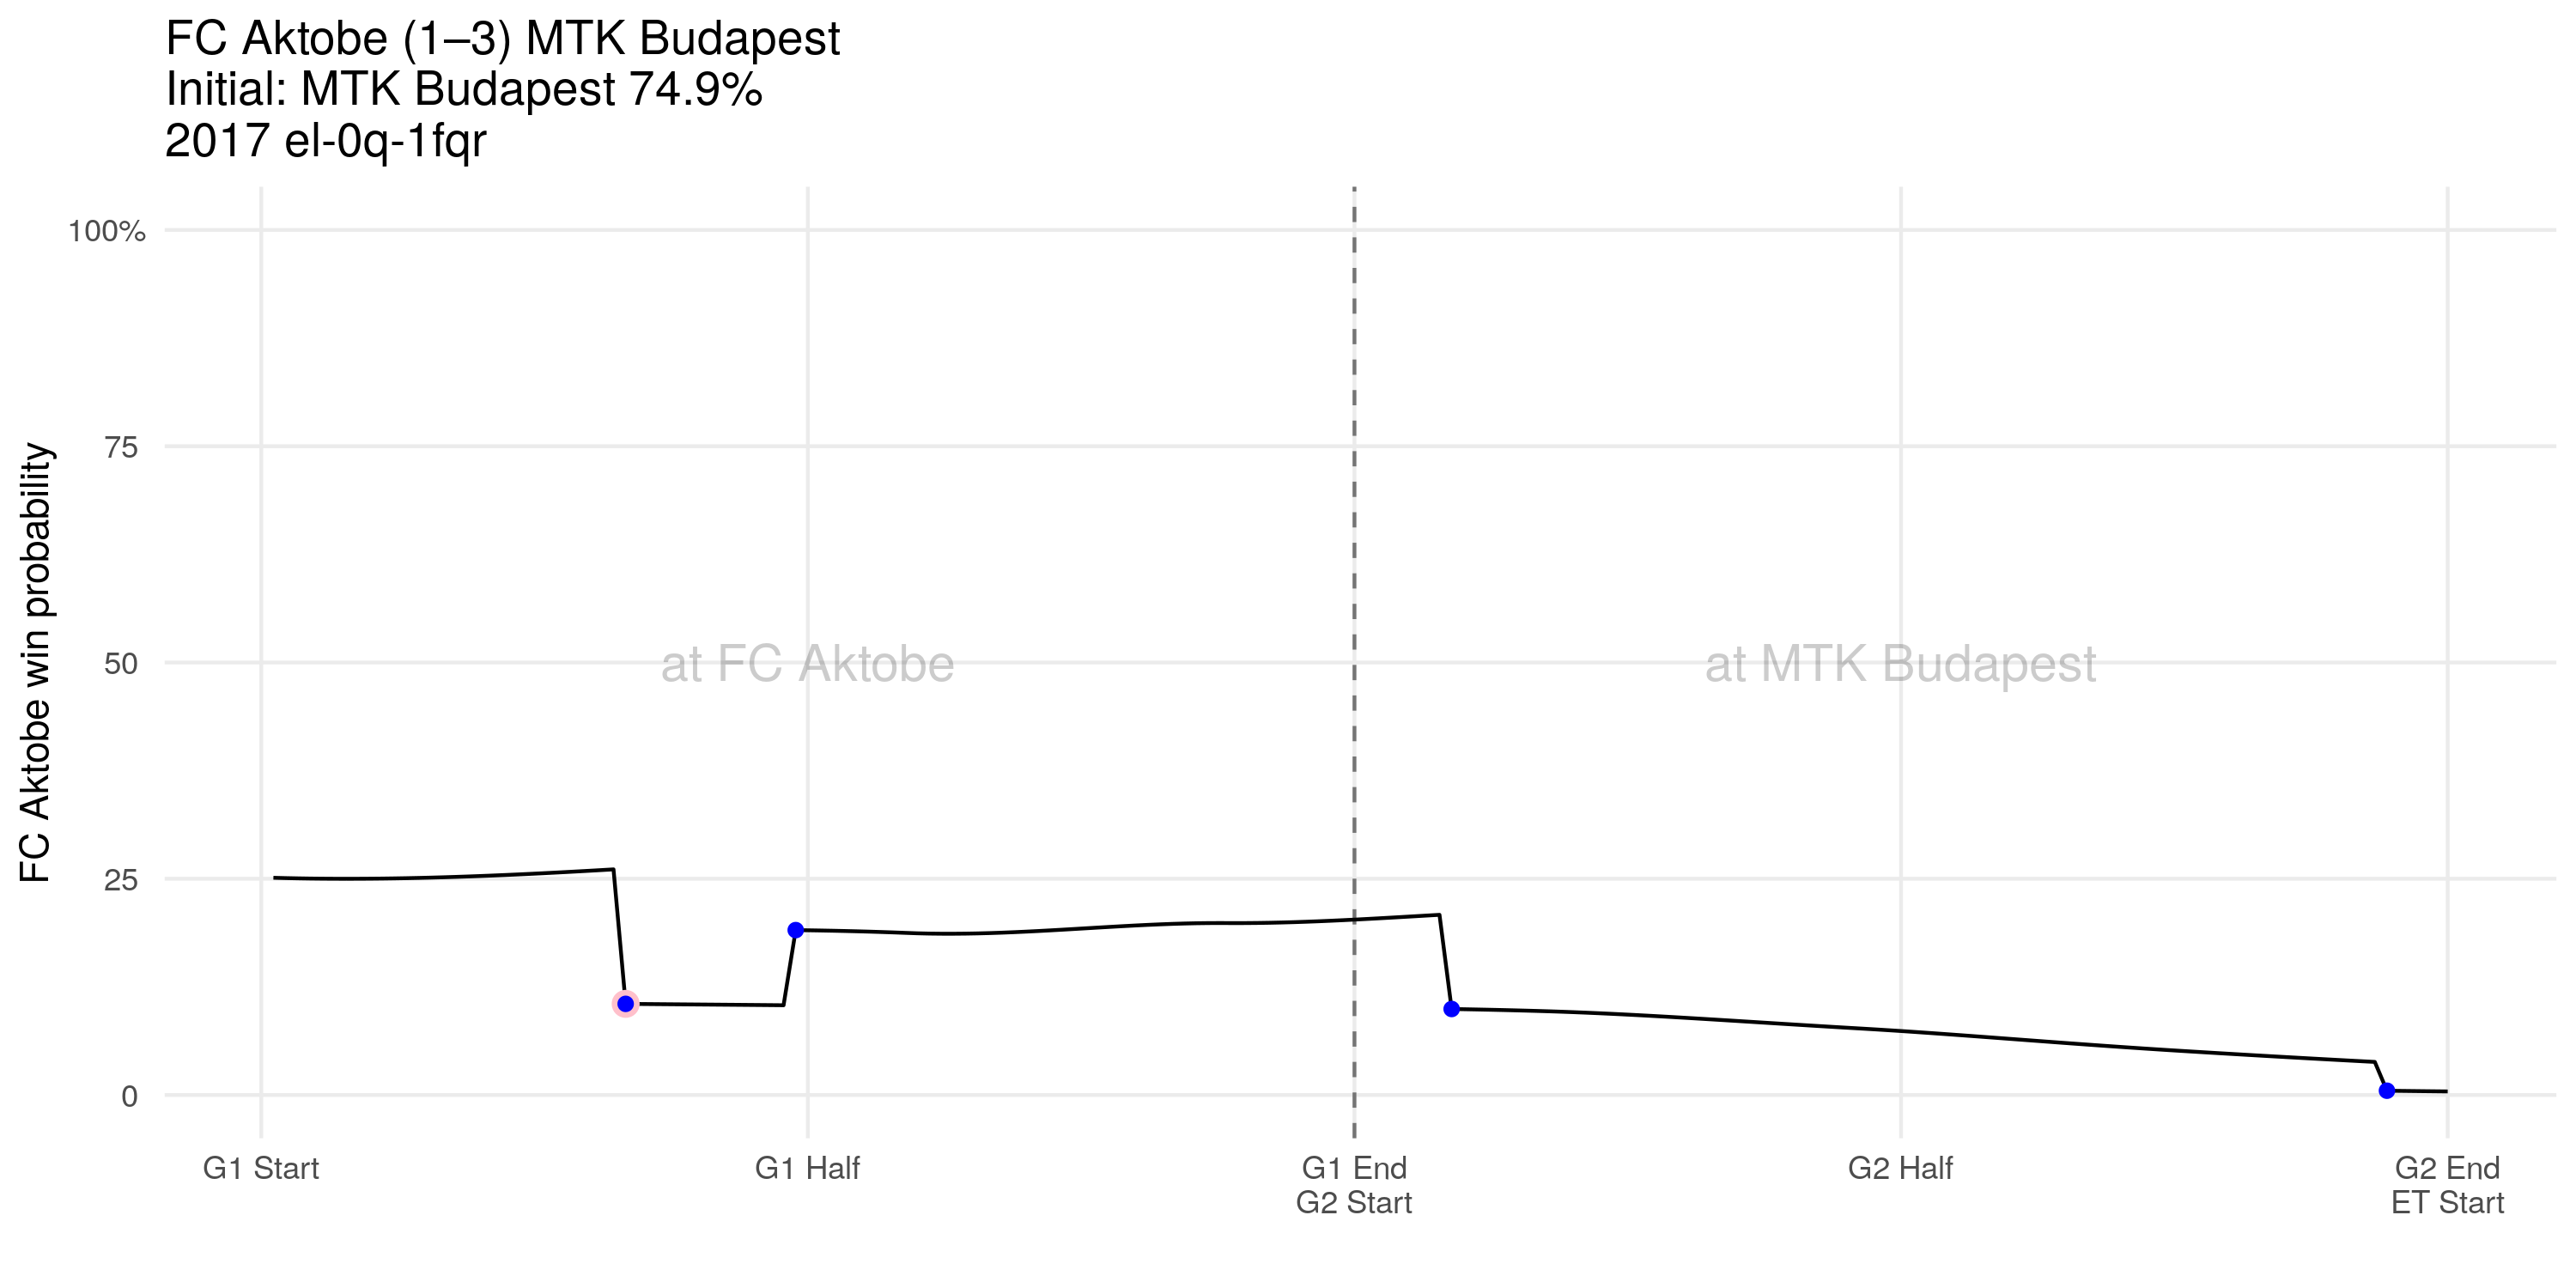 FC Aktobe (1–3) MTK Budapest
Initial: MTK Budapest 74.9%
2017 el-0q-1fqr
FC Aktobe win probability
100%
75
50
25
0
at FC Aktobe
at MTK Budapest
G1 Start
G1 Half
G1 End
G2 Start
G2 Half
G2 End
ET Start